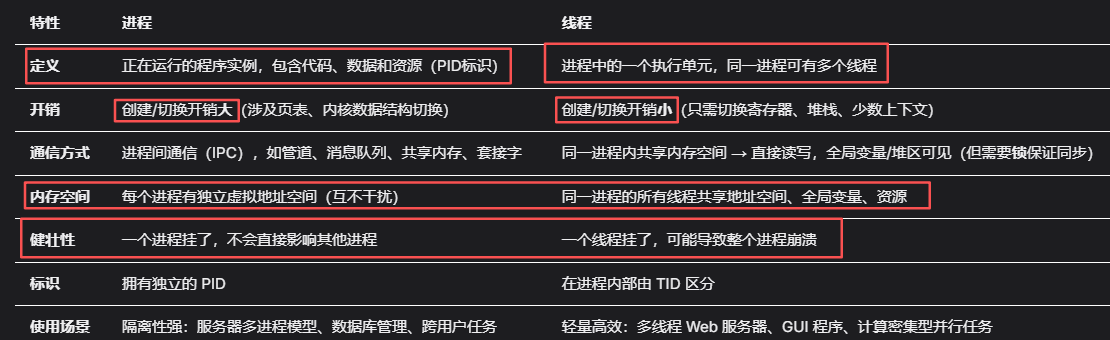 特性 进程 线程
定义 正在运行的程序实例，包含代码、数据和资源（PID标识） 进程中的一个执行单元，同一进程可有多个线程
开销 创建/切换开销大 (涉及页表、内核数据结构切换) 创建/切换开销小 (只需切换寄存器、堆栈、少数上下文)
通信方式 进程间通信（IPC），如管道、消息队列、共享内存、套接字 同一进程内共享内存空间 → 直接读写，全局变量/堆区可见（但需要锁保证同步）
内存空间 每个进程有独立虚拟地址空间（互不干扰） 同一进程的所有线程共享地址空间、全局变量、资源
健壮性 一个进程挂了，不会直接影响其他进程 一个线程挂了，可能导致整个进程崩溃
标识 拥有独立的 PID 在进程内部由 TID 区分
使用场景 隔离性强：服务器多进程模型、数据库管理、跨用户任务 轻量高效：多线程 Web 服务器、GUI 程序、计算密集型并行任务